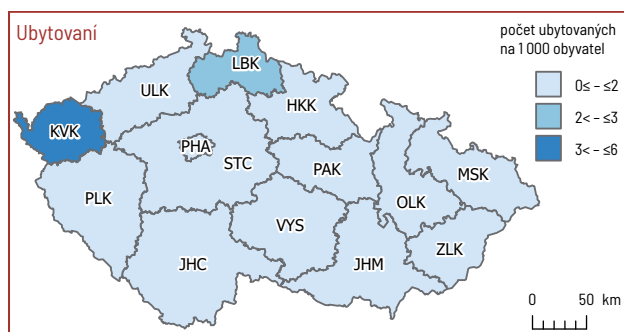 Ubytovaní
počet ubytovaných
na 1 000 obyvatel
0≤ – ≤2
2< – ≤3
3< – ≤6
LBK
ULK
HKK
KVK
PHA
STC
PAK
MSK
PLK
OLK
VYS
ZLK
JHC
JHM
0 50 km